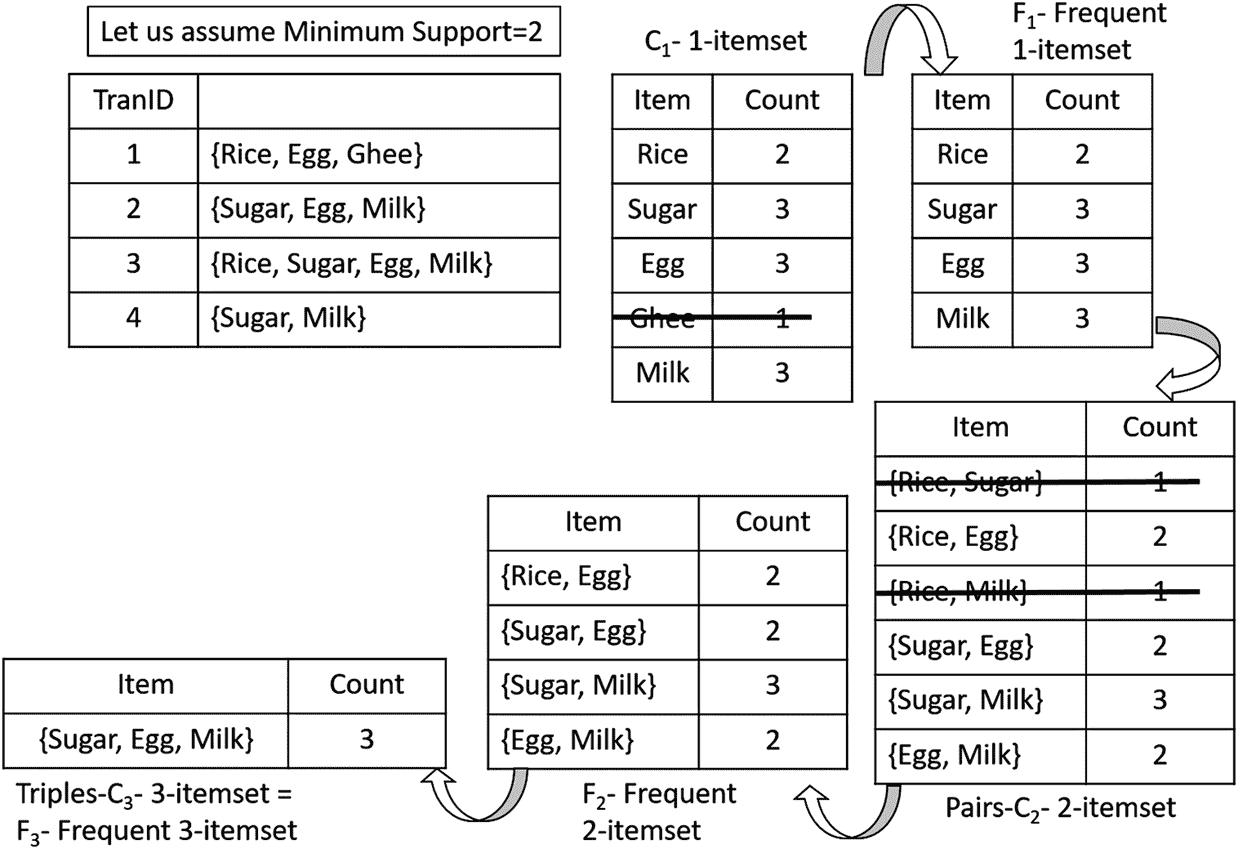 Let us assume Minimum Support=2
TranID
1 {Rice, Egg, Ghee}
2 {Sugar, Egg, Milk}
3 {Rice, Sugar, Egg, Milk}
4 {Sugar, Milk}
C₁- 1-itemset
Item Count
Rice 2
Sugar 3
Egg 3
Ghee 1
Milk 3
F₁- Frequent
1-itemset
Item Count
Rice 2
Sugar 3
Egg 3
Milk 3
Item Count
{Rice, Sugar} 1
{Rice, Egg} 2
{Rice, Milk} 1
{Sugar, Egg} 2
{Sugar, Milk} 3
{Egg, Milk} 2
Pairs-C₂- 2-itemset
Item Count
{Rice, Egg} 2
{Sugar, Egg} 2
{Sugar, Milk} 3
{Egg, Milk} 2
F₂- Frequent
2-itemset
Item Count
{Sugar, Egg, Milk} 3
Triples-C₃- 3-itemset =
F₃- Frequent 3-itemset